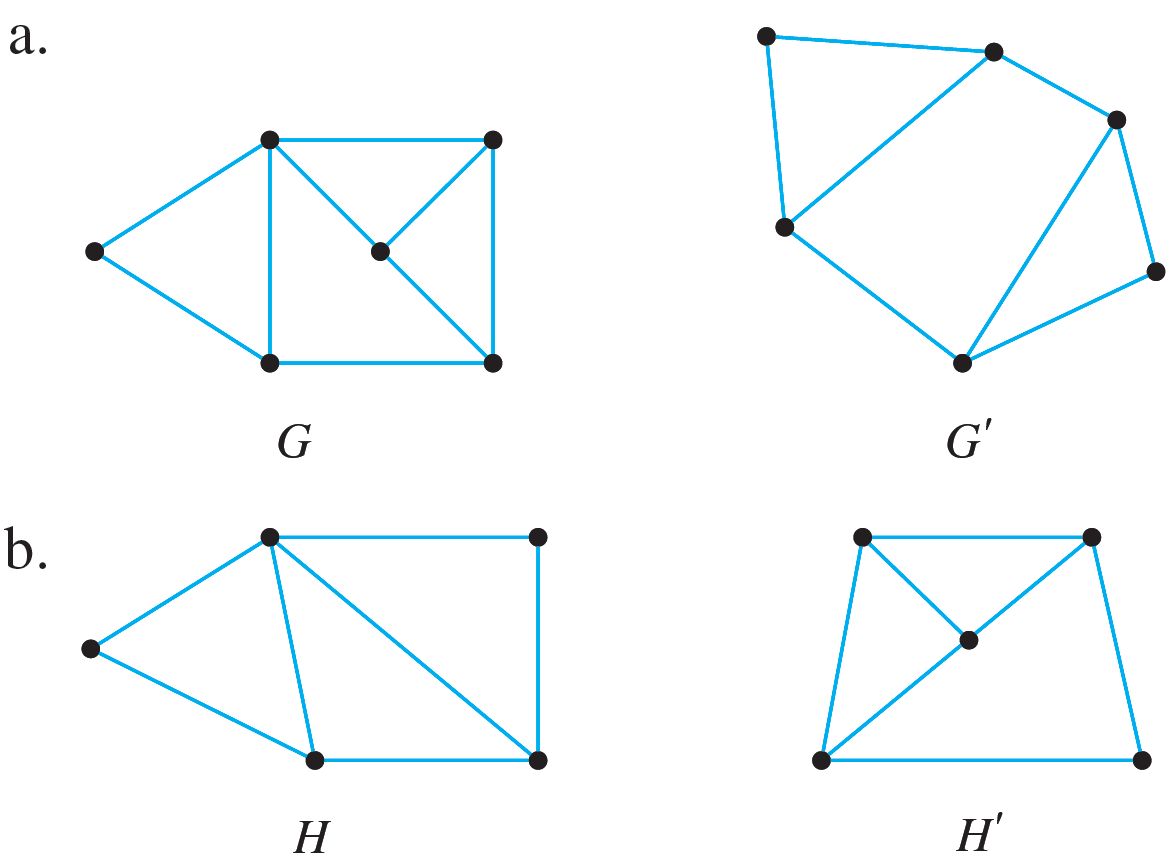 a.
G G′
b.
H H′